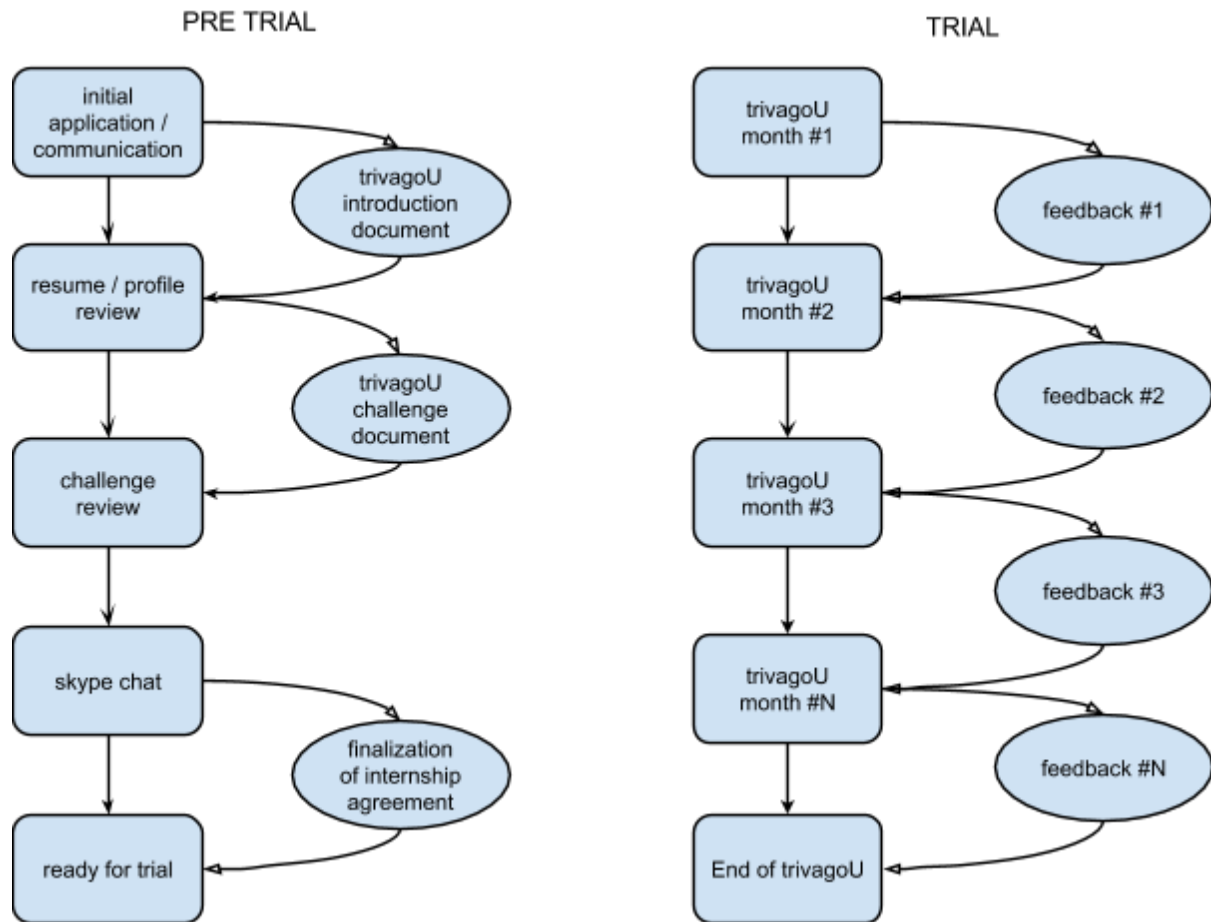 PRE TRIAL
initial
application /
communication
trivagoU
introduction
document
resume / profile
review
trivagoU
challenge
document
challenge
review
skype chat
finalization
of internship
agreement
ready for trial
TRIAL
trivagoU
month #1
feedback #1
trivagoU
month #2
feedback #2
trivagoU
month #3
feedback #3
trivagoU
month #N
feedback #N
End of trivagoU